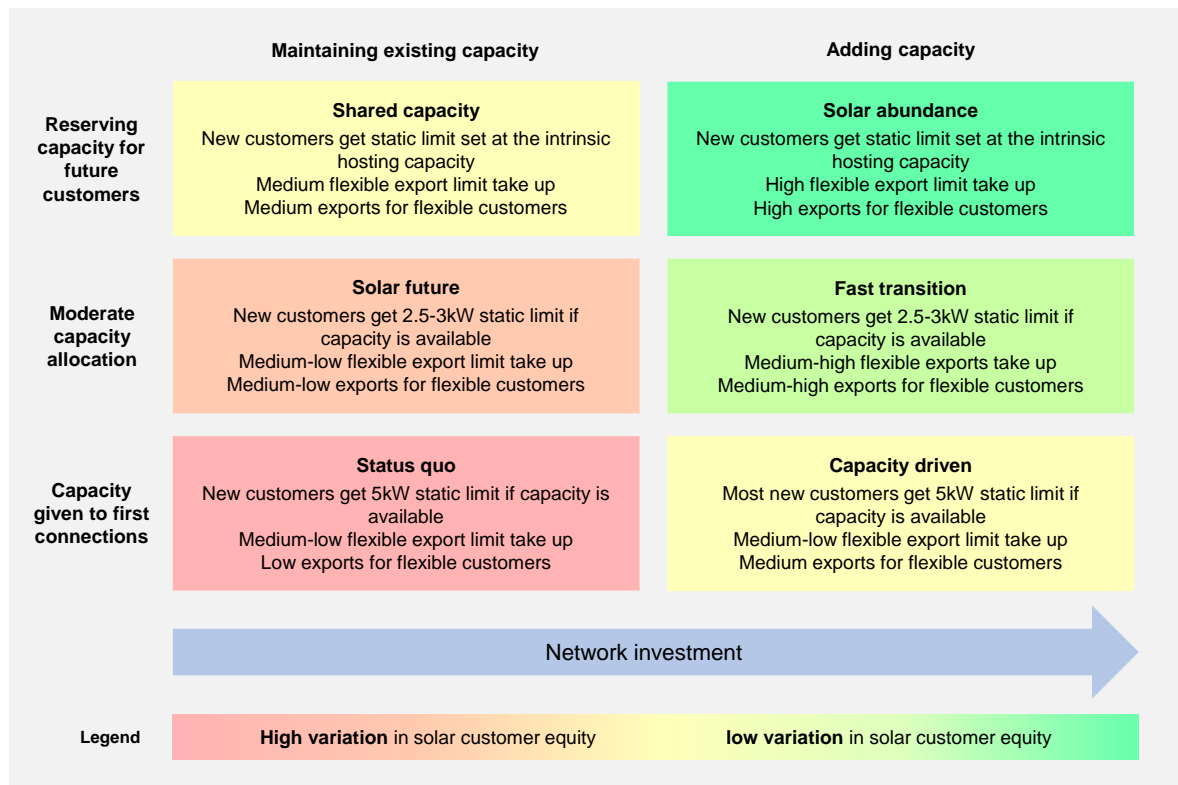 Maintaining existing capacity
Adding capacity
Reserving
capacity for
future
customers
Shared capacity
New customers get static limit set at the intrinsic
hosting capacity
Medium flexible export limit take up
Medium exports for flexible customers
Solar abundance
New customers get static limit set at the intrinsic
hosting capacity
High flexible export limit take up
High exports for flexible customers
Moderate
capacity
allocation
Solar future
New customers get 2.5-3kW static limit if
capacity is available
Medium-low flexible export limit take up
Medium-low exports for flexible customers
Fast transition
New customers get 2.5-3kW static limit if
capacity is available
Medium-high flexible exports take up
Medium-high exports for flexible customers
Capacity
given to first
connections
Status quo
New customers get 5kW static limit if capacity is
available
Medium-low flexible export limit take up
Low exports for flexible customers
Capacity driven
Most new customers get 5kW static limit if
capacity is available
Medium-low flexible export limit take up
Medium exports for flexible customers
Network investment
Legend
High variation in solar customer equity
low variation in solar customer equity